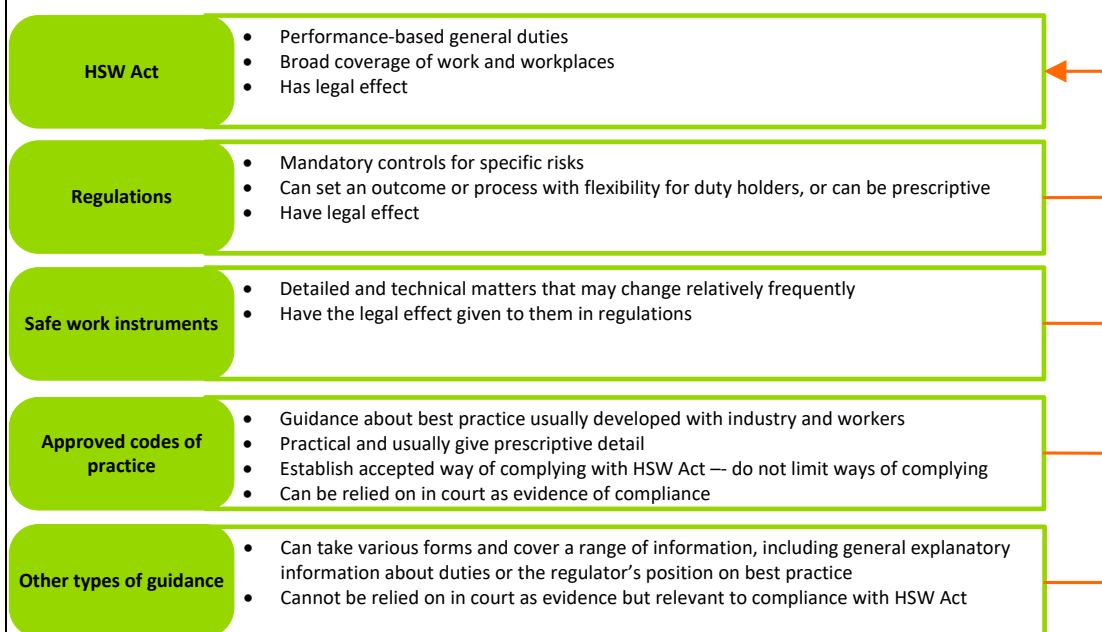 HSW Act
• Performance-based general duties
• Broad coverage of work and workplaces
• Has legal effect
Regulations
• Mandatory controls for specific risks
• Can set an outcome or process with flexibility for duty holders, or can be prescriptive
• Have legal effect
Safe work instruments
• Detailed and technical matters that may change relatively frequently
• Have the legal effect given to them in regulations
Approved codes of
practice
• Guidance about best practice usually developed with industry and workers
• Practical and usually give prescriptive detail
• Establish accepted way of complying with HSW Act –- do not limit ways of complying
• Can be relied on in court as evidence of compliance
Other types of guidance
• Can take various forms and cover a range of information, including general explanatory
information about duties or the regulator’s position on best practice
• Cannot be relied on in court as evidence but relevant to compliance with HSW Act